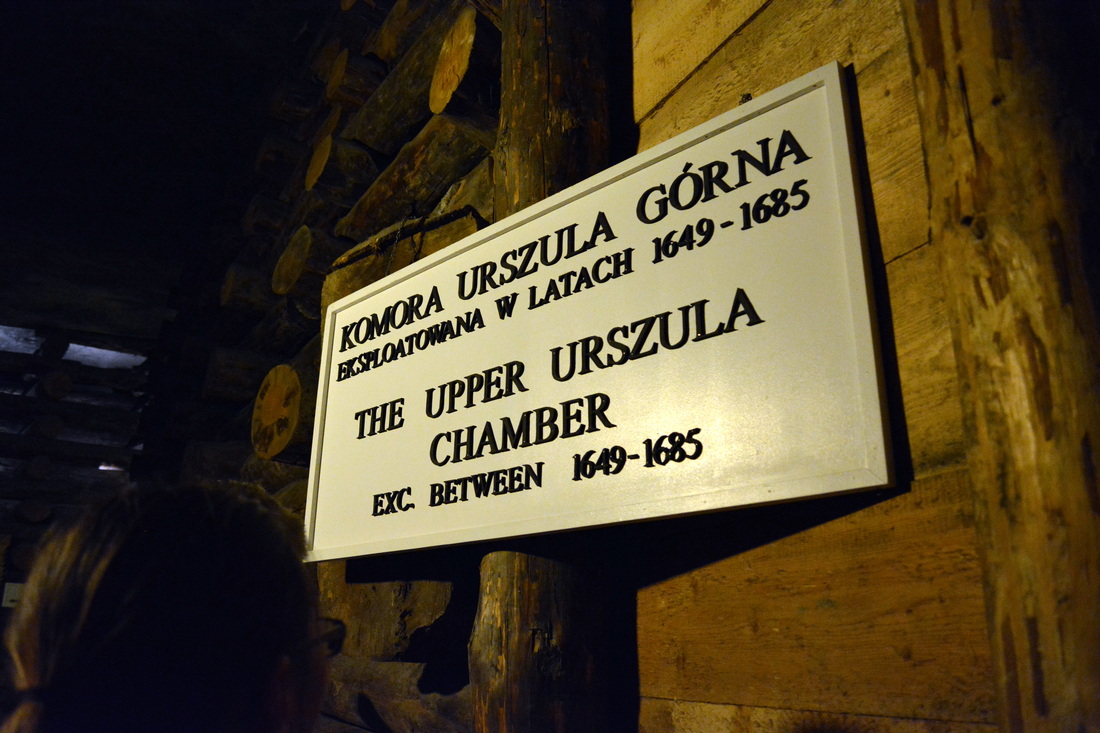 KOMORA URSZULA GÓRNA
EKSPLOATOWANA W LATACH 1649-1685
THE UPPER URSZULA
CHAMBER
EXC. BETWEEN 1649-1685